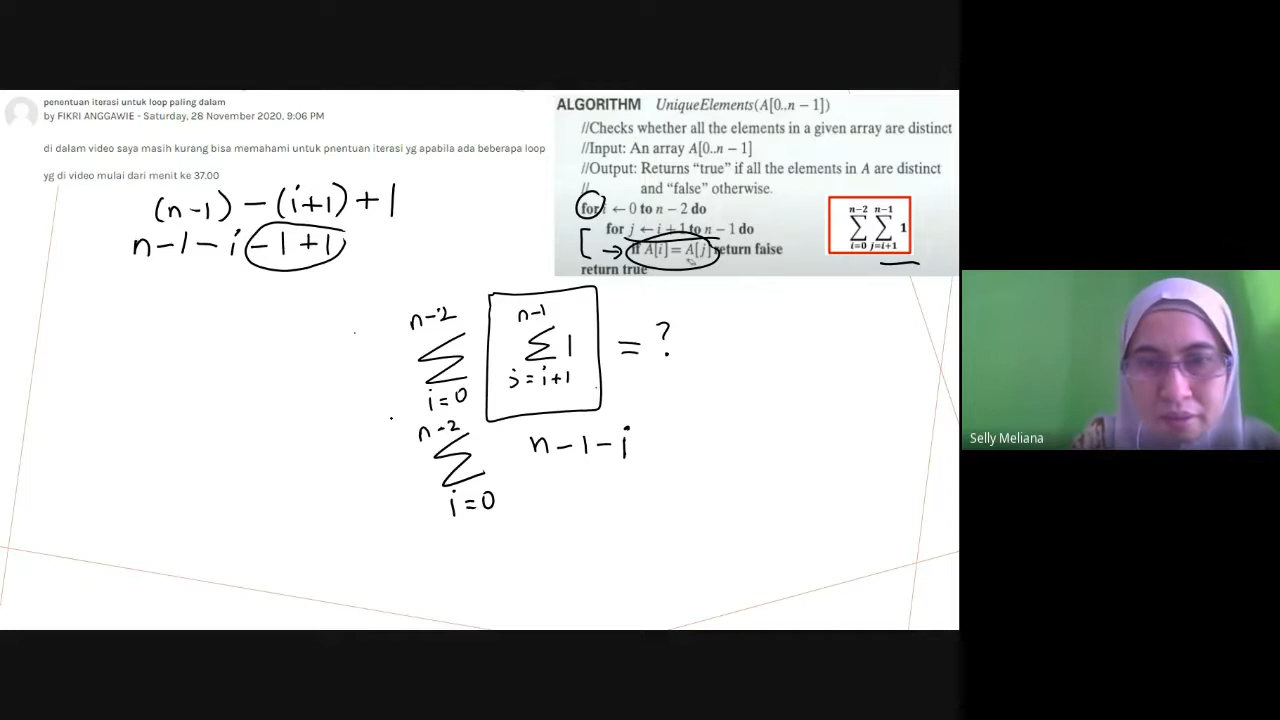 penentuan iterasi untuk loop paling dalam
by FIKRI ANGGAWIE - Saturday, 28 November 2020, 9:06 PM
di dalam video saya masih kurang bisa memahami untuk pnentuan iterasi yg apabila ada beberapa loop
yg di video mulai dari menit ke 37.00
(n-1) - (i+1) + 1
n-1-i-1+1
ALGORITHM UniqueElements(A[0..n − 1])
//Checks whether all the elements in a given array are distinct
//Input: An array A[0..n − 1]
//Output: Returns “true” if all the elements in A are distinct
// and “false” otherwise.
for i ← 0 to n − 2 do
for j ← i + 1 to n − 1 do
if A[i] = A[j] return false
return true
n−2 n−1
∑ ∑ 1
i=0 j=i+1
n-2 n-1
∑ ∑ 1 = ?
i=0 j=i+1
n-2
∑ n-1-i
i=0
Selly Meliana